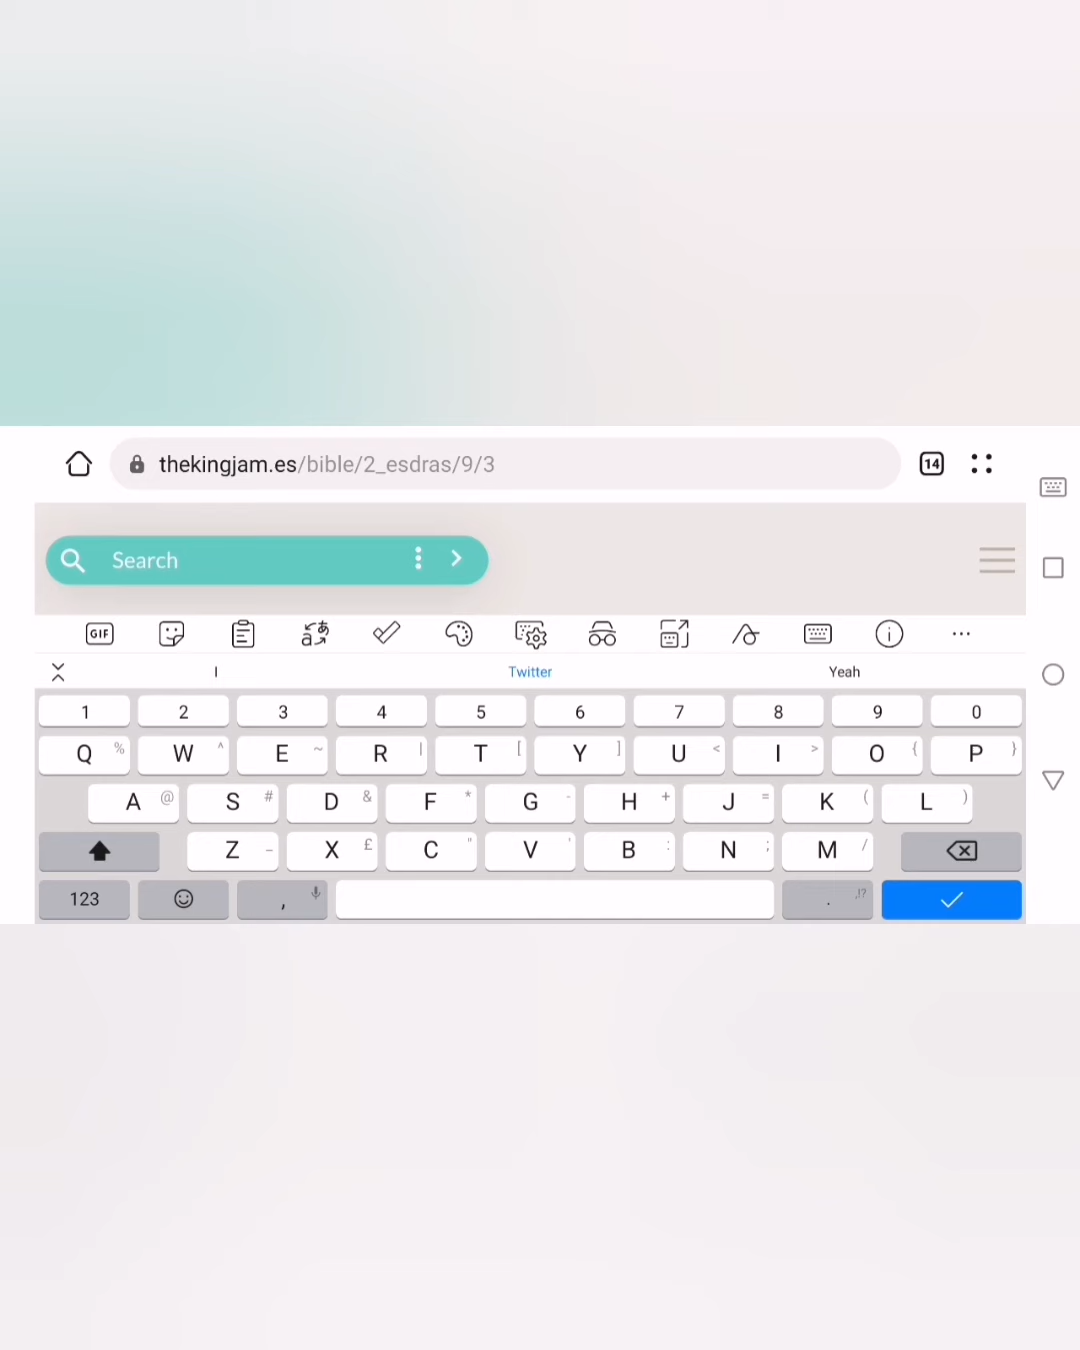 thekingjam.es/bible/2_esdras/9/3
14
Search
GIF
I Twitter Yeah
1 2 3 4 5 6 7 8 9 0
Q % W ^ E ~ R | T [ Y ] U < I > O { P }
A @ S # D & F * G - H + J = K ( L )
Z _ X £ C " V ' B : N ; M /
123 , . ,!?